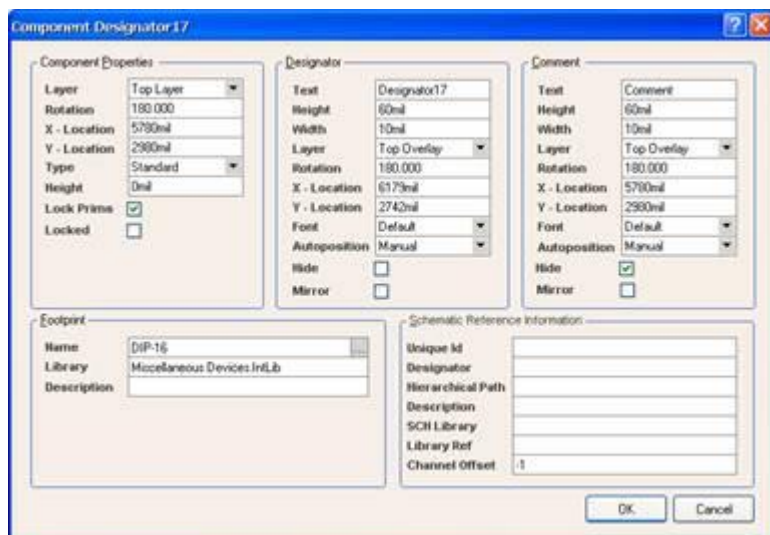 Component Designator17
Component Properties
Layer Top Layer
Rotation 180.000
X - Location 5780mil
Y - Location 2980mil
Type Standard
Height 0mil
Lock Prims
Locked
Designator
Text Designator17
Height 60mil
Width 10mil
Layer Top Overlay
Rotation 180.000
X - Location 6179mil
Y - Location 2742mil
Font Default
Autoposition Manual
Hide
Mirror
Comment
Text Comment
Height 60mil
Width 10mil
Layer Top Overlay
Rotation 180.000
X - Location 5780mil
Y - Location 2980mil
Font Default
Autoposition Manual
Hide
Mirror
Footprint
Name DIP-16 ...
Library Miscellaneous Devices.IntLib
Description
Schematic Reference Information
Unique Id
Designator
Hierarchical Path
Description
SCH Library
Library Ref
Channel Offset -1
OK Cancel